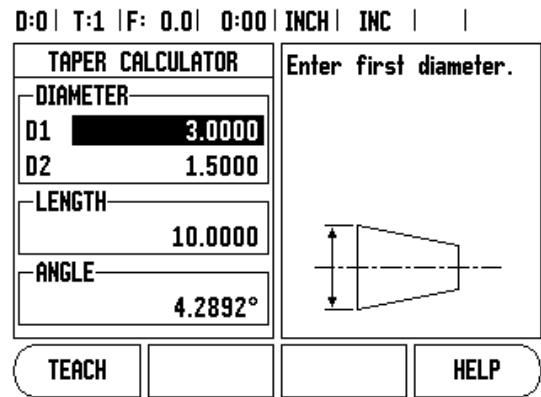 D:0| T:1 |F: 0.0| 0:00|INCH| INC | |
TAPER CALCULATOR
DIAMETER
D1 3.0000
D2 1.5000
LENGTH
10.0000
ANGLE
4.2892°
Enter first diameter.
TEACH HELP